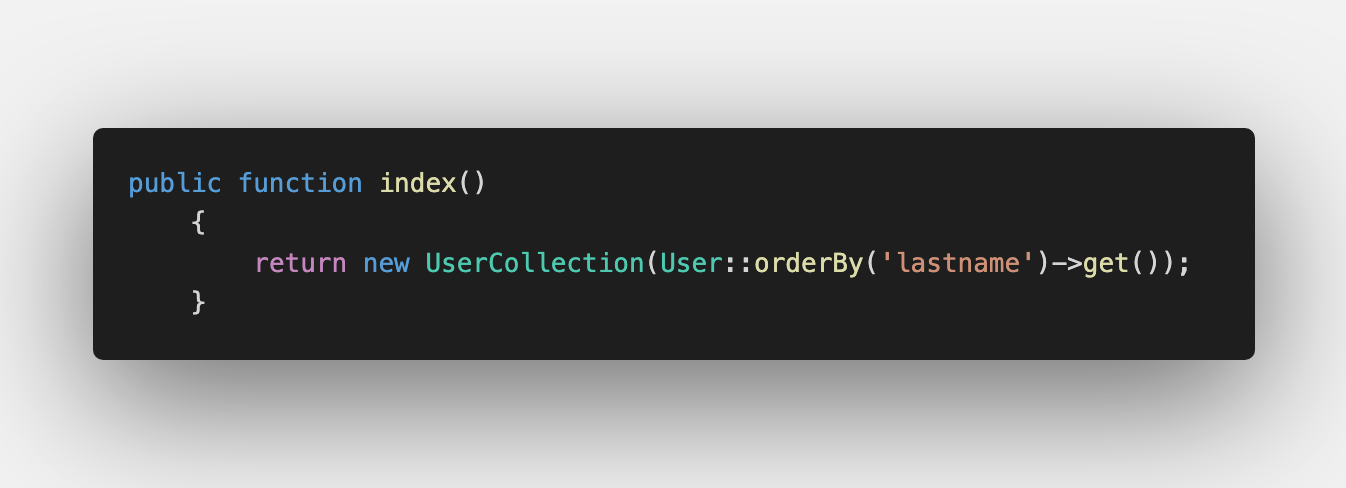 public function index()
    {
        return new UserCollection(User::orderBy('lastname')->get());
    }